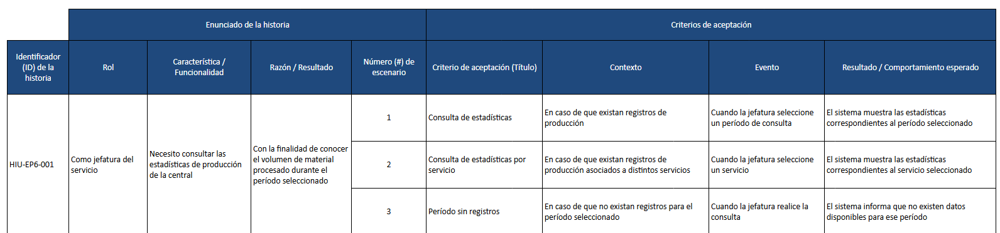 Enunciado de la historia
Criterios de aceptación
Identificador
(ID) de la
historia
Rol
Característica /
Funcionalidad
Razón / Resultado
Número (#) de
escenario
Criterio de aceptación (Título)
Contexto
Evento
Resultado / Comportamiento esperado
HIU-EP6-001
Como jefatura del
servicio
Necesito consultar las
estadísticas de producción
de la central
Con la finalidad de conocer
el volumen de material
procesado durante el
período seleccionado
1
Consulta de estadísticas
En caso de que existan registros de
producción
Cuando la jefatura seleccione
un período de consulta
El sistema muestra las estadísticas
correspondientes al período seleccionado
2
Consulta de estadísticas por
servicio
En caso de que existan registros de
producción asociados a distintos servicios
Cuando la jefatura seleccione
un servicio
El sistema muestra las estadísticas
correspondientes al servicio seleccionado
3
Período sin registros
En caso de que no existan registros para el
período seleccionado
Cuando la jefatura realice la
consulta
El sistema informa que no existen datos
disponibles para ese período